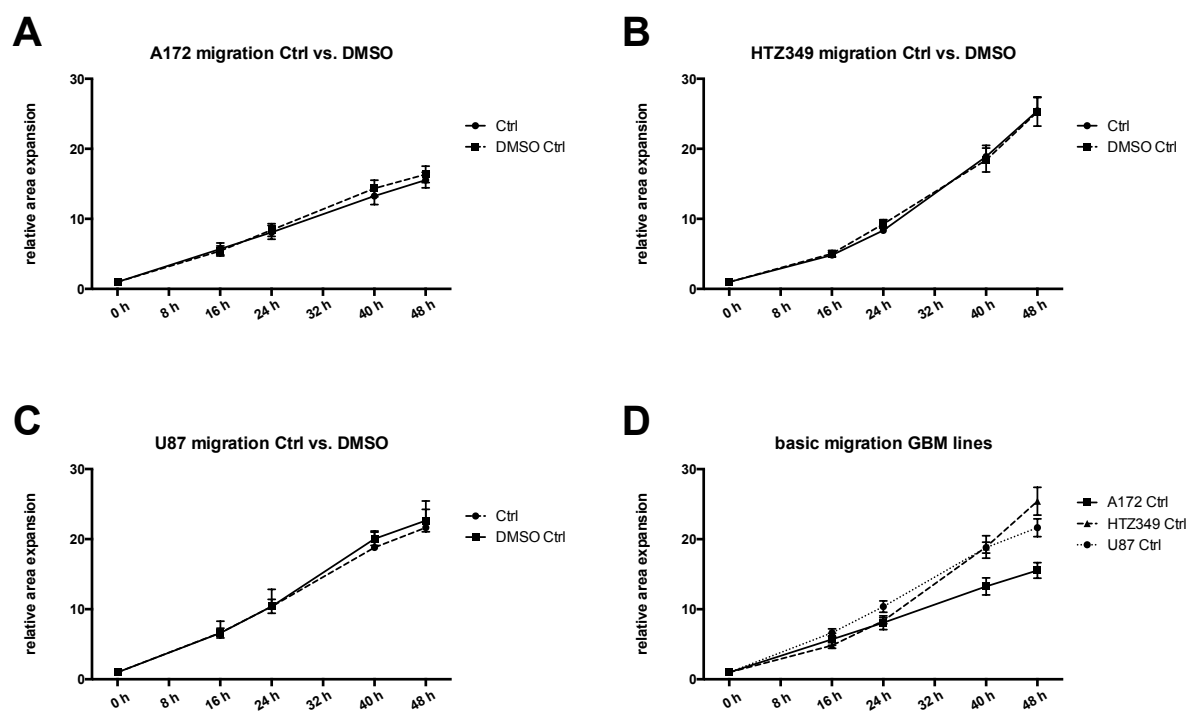 A
A172 migration Ctrl vs. DMSO
relative area expansion
30
20
10
0
0 h
8 h
16 h
24 h
32 h
40 h
48 h
Ctrl
DMSO Ctrl
B
HTZ349 migration Ctrl vs. DMSO
relative area expansion
30
20
10
0
0 h
8 h
16 h
24 h
32 h
40 h
48 h
Ctrl
DMSO Ctrl
C
U87 migration Ctrl vs. DMSO
relative area expansion
30
20
10
0
0 h
8 h
16 h
24 h
32 h
40 h
48 h
Ctrl
DMSO Ctrl
D
basic migration GBM lines
relative area expansion
30
20
10
0
0 h
8 h
16 h
24 h
32 h
40 h
48 h
A172 Ctrl
HTZ349 Ctrl
U87 Ctrl